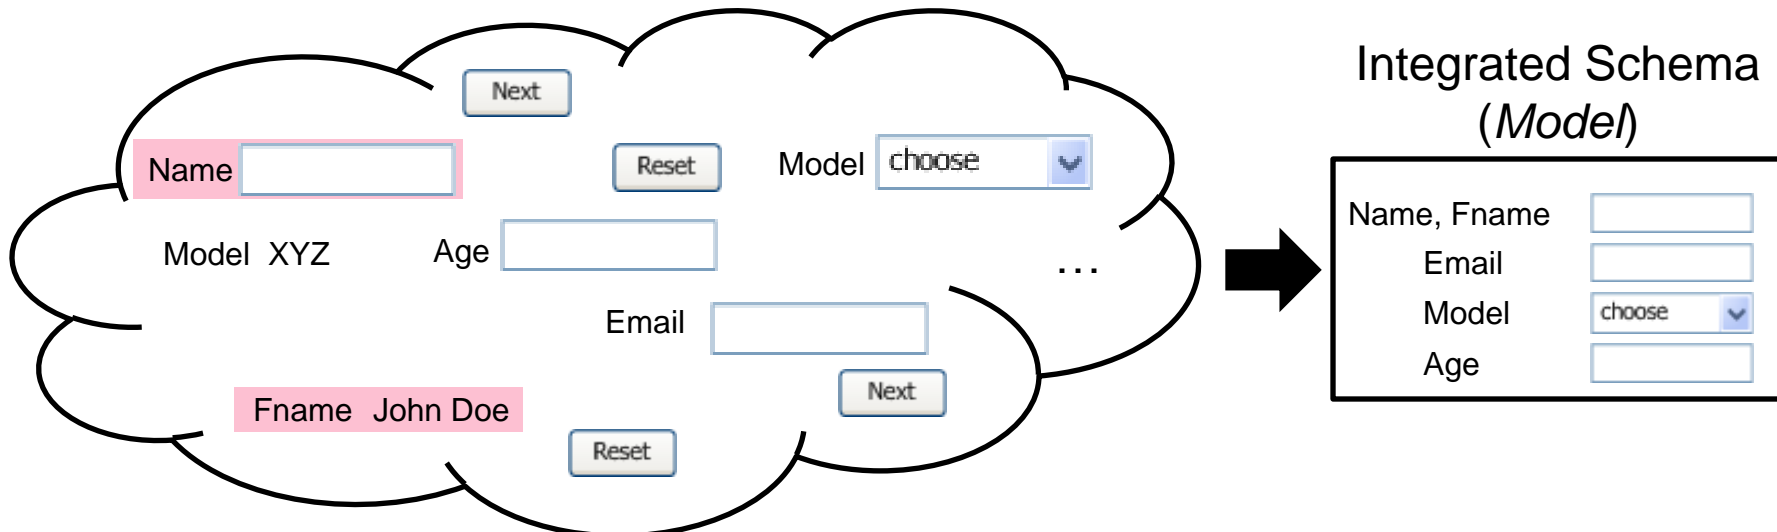 Next
Name
Reset
Model choose
Model XYZ
Age
...
Email
Next
Fname John Doe
Reset
Integrated Schema
(Model)
Name, Fname
Email
Model choose
Age